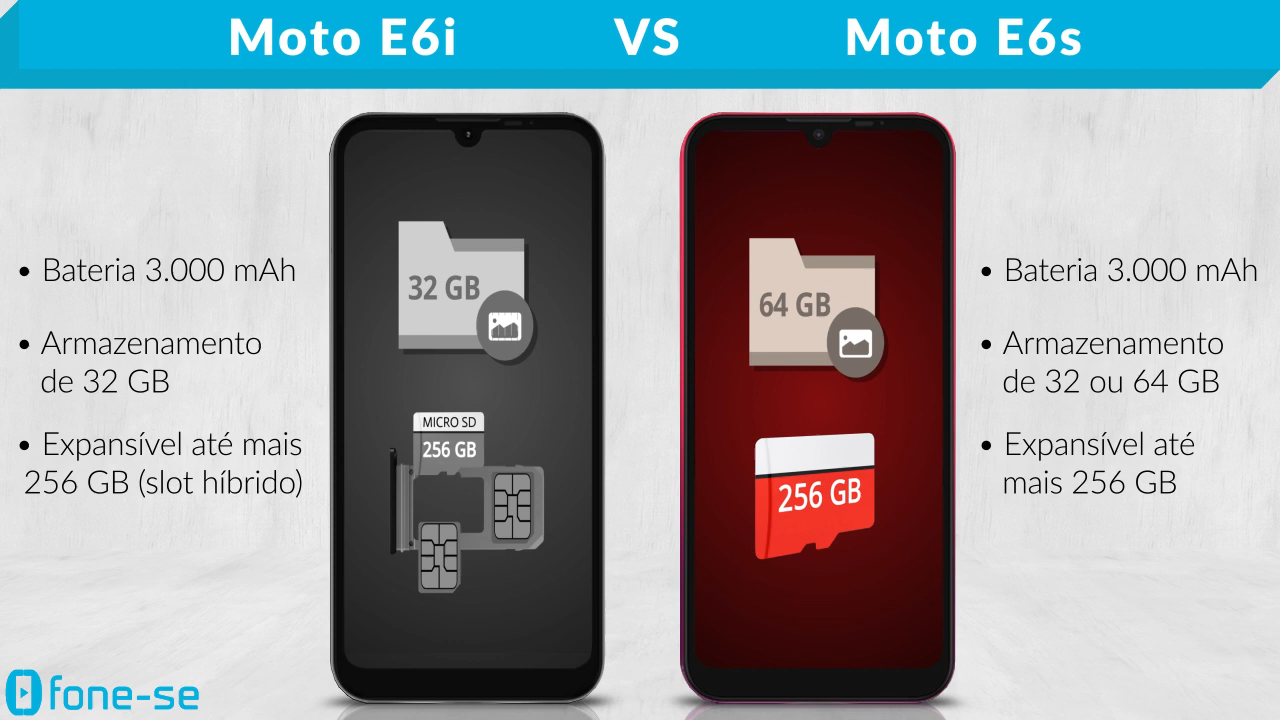 Moto E6i VS Moto E6s
• Bateria 3.000 mAh
• Armazenamento
de 32 GB
• Expansível até mais
256 GB (slot híbrido)
32 GB
MICRO SD
256 GB
64 GB
256 GB
• Bateria 3.000 mAh
• Armazenamento
de 32 ou 64 GB
• Expansível até
mais 256 GB
fone-se